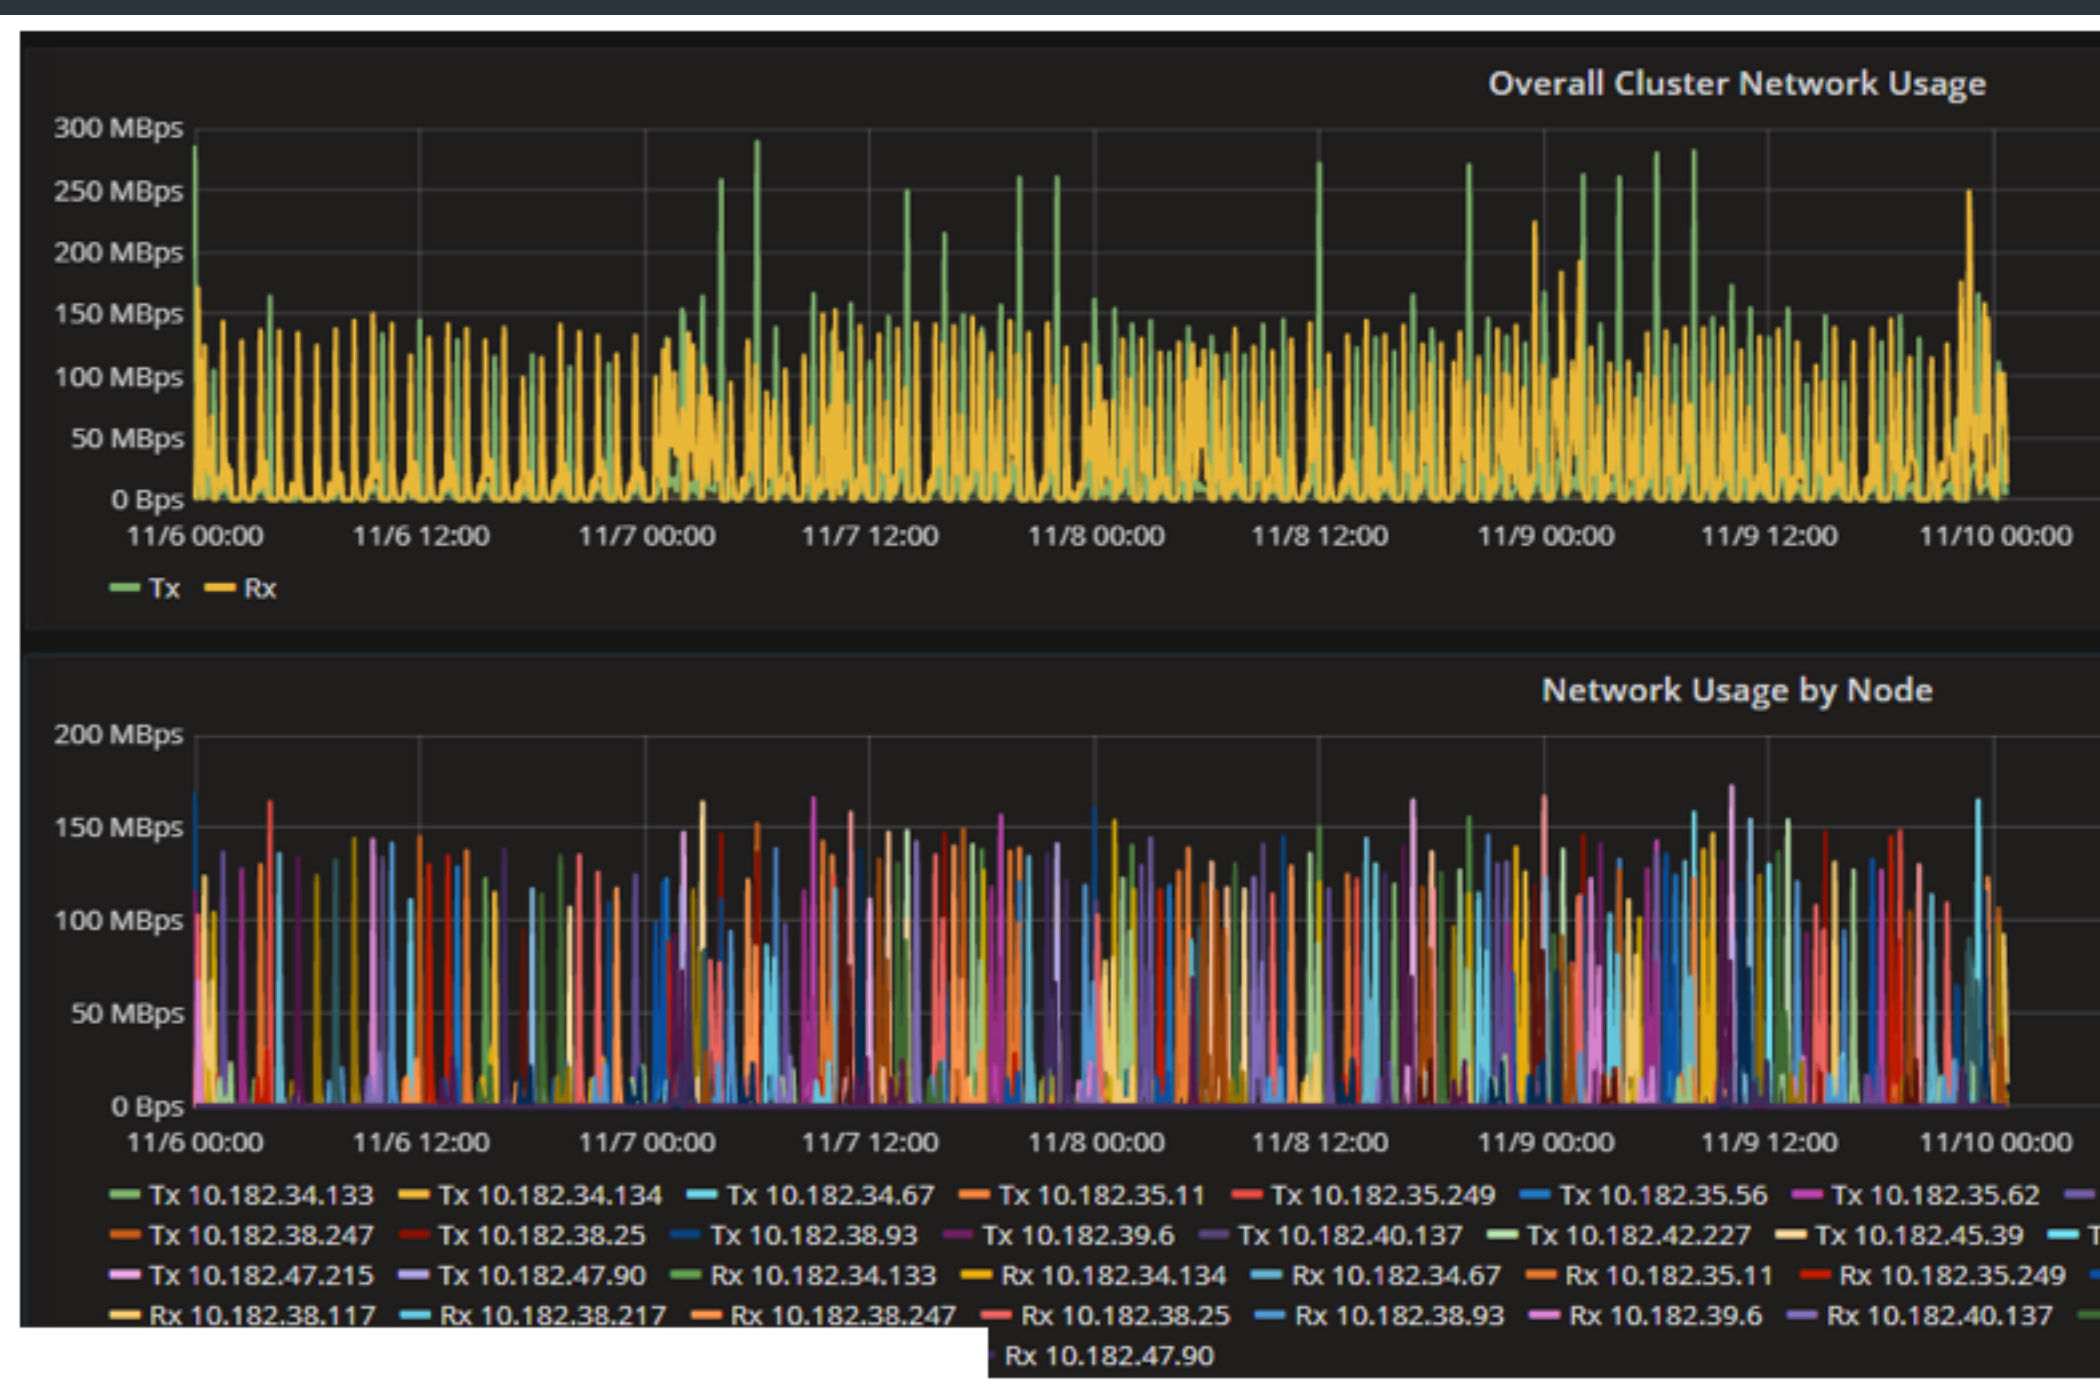 Overall Cluster Network Usage
300 MBps
250 MBps
200 MBps
150 MBps
100 MBps
50 MBps
0 Bps
11/6 00:00 11/6 12:00 11/7 00:00 11/7 12:00 11/8 00:00 11/8 12:00 11/9 00:00 11/9 12:00 11/10 00:00
Tx Rx
Network Usage by Node
200 MBps
150 MBps
100 MBps
50 MBps
0 Bps
11/6 00:00 11/6 12:00 11/7 00:00 11/7 12:00 11/8 00:00 11/8 12:00 11/9 00:00 11/9 12:00 11/10 00:00
Tx 10.182.34.133 Tx 10.182.34.134 Tx 10.182.34.67 Tx 10.182.35.11 Tx 10.182.35.249 Tx 10.182.35.56 Tx 10.182.35.62
Tx 10.182.38.247 Tx 10.182.38.25 Tx 10.182.38.93 Tx 10.182.39.6 Tx 10.182.40.137 Tx 10.182.42.227 Tx 10.182.45.39 T
Tx 10.182.47.215 Tx 10.182.47.90 Rx 10.182.34.133 Rx 10.182.34.134 Rx 10.182.34.67 Rx 10.182.35.11 Rx 10.182.35.249
Rx 10.182.38.117 Rx 10.182.38.217 Rx 10.182.38.247 Rx 10.182.38.25 Rx 10.182.38.93 Rx 10.182.39.6 Rx 10.182.40.137
Rx 10.182.47.90